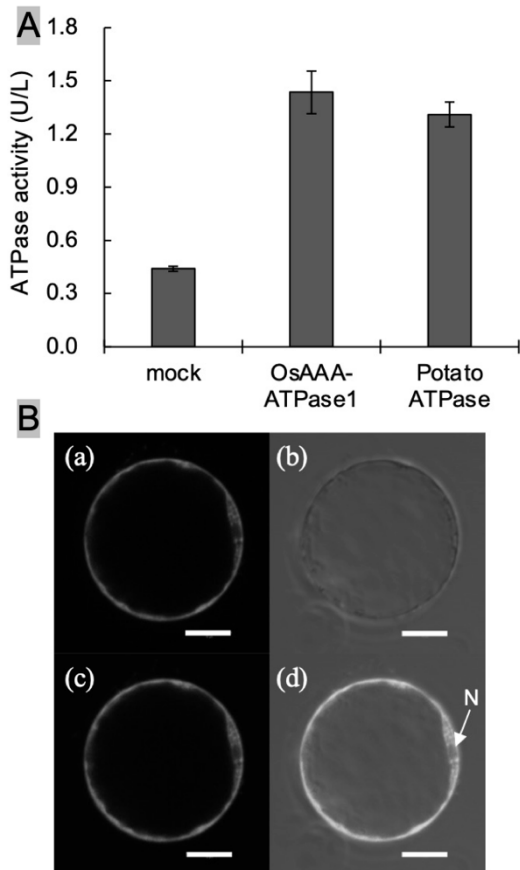 A
1.8
1.5
1.2
0.9
0.6
0.3
0.0
ATPase activity (U/L)
mock
OsAAA-
ATPase1
Potato
ATPase
B
(a)
(b)
(c)
(d)
N